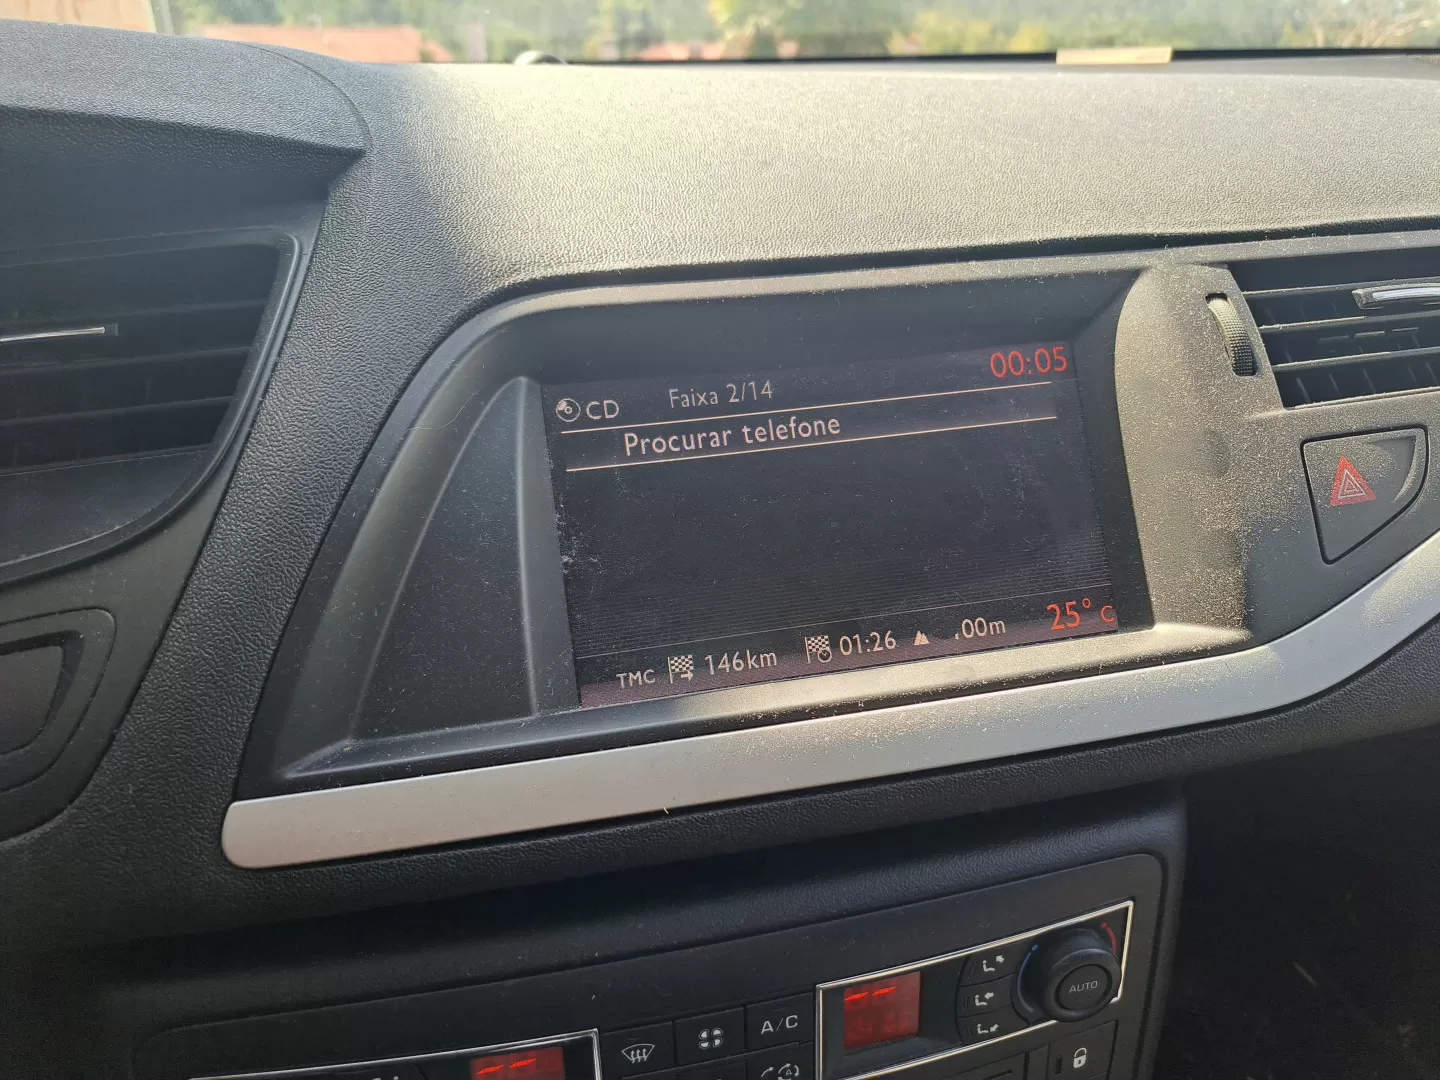 00:05
CD Faixa 2/14
Procurar telefone
TMC 146km 01:26 .00m 25° C
A/C
AUTO